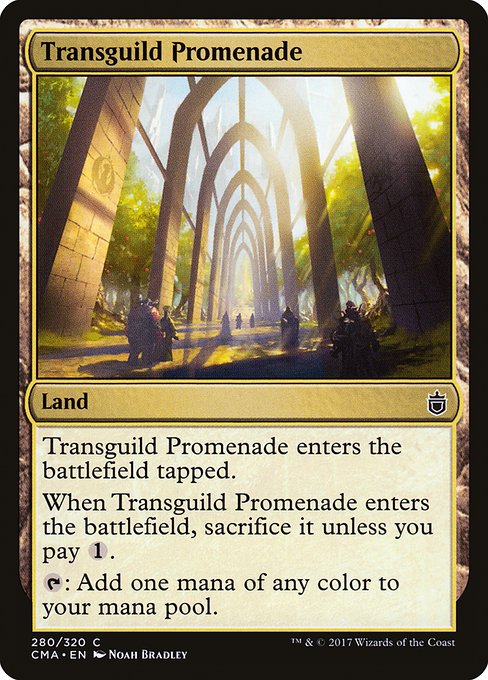 Transguild Promenade
Land
Transguild Promenade enters the
battlefield tapped.
When Transguild Promenade enters
the battlefield, sacrifice it unless you
pay 1.
: Add one mana of any color to
your mana pool.
280/320 C
CMA • EN Noah Bradley
™ & © 2017 Wizards of the Coast